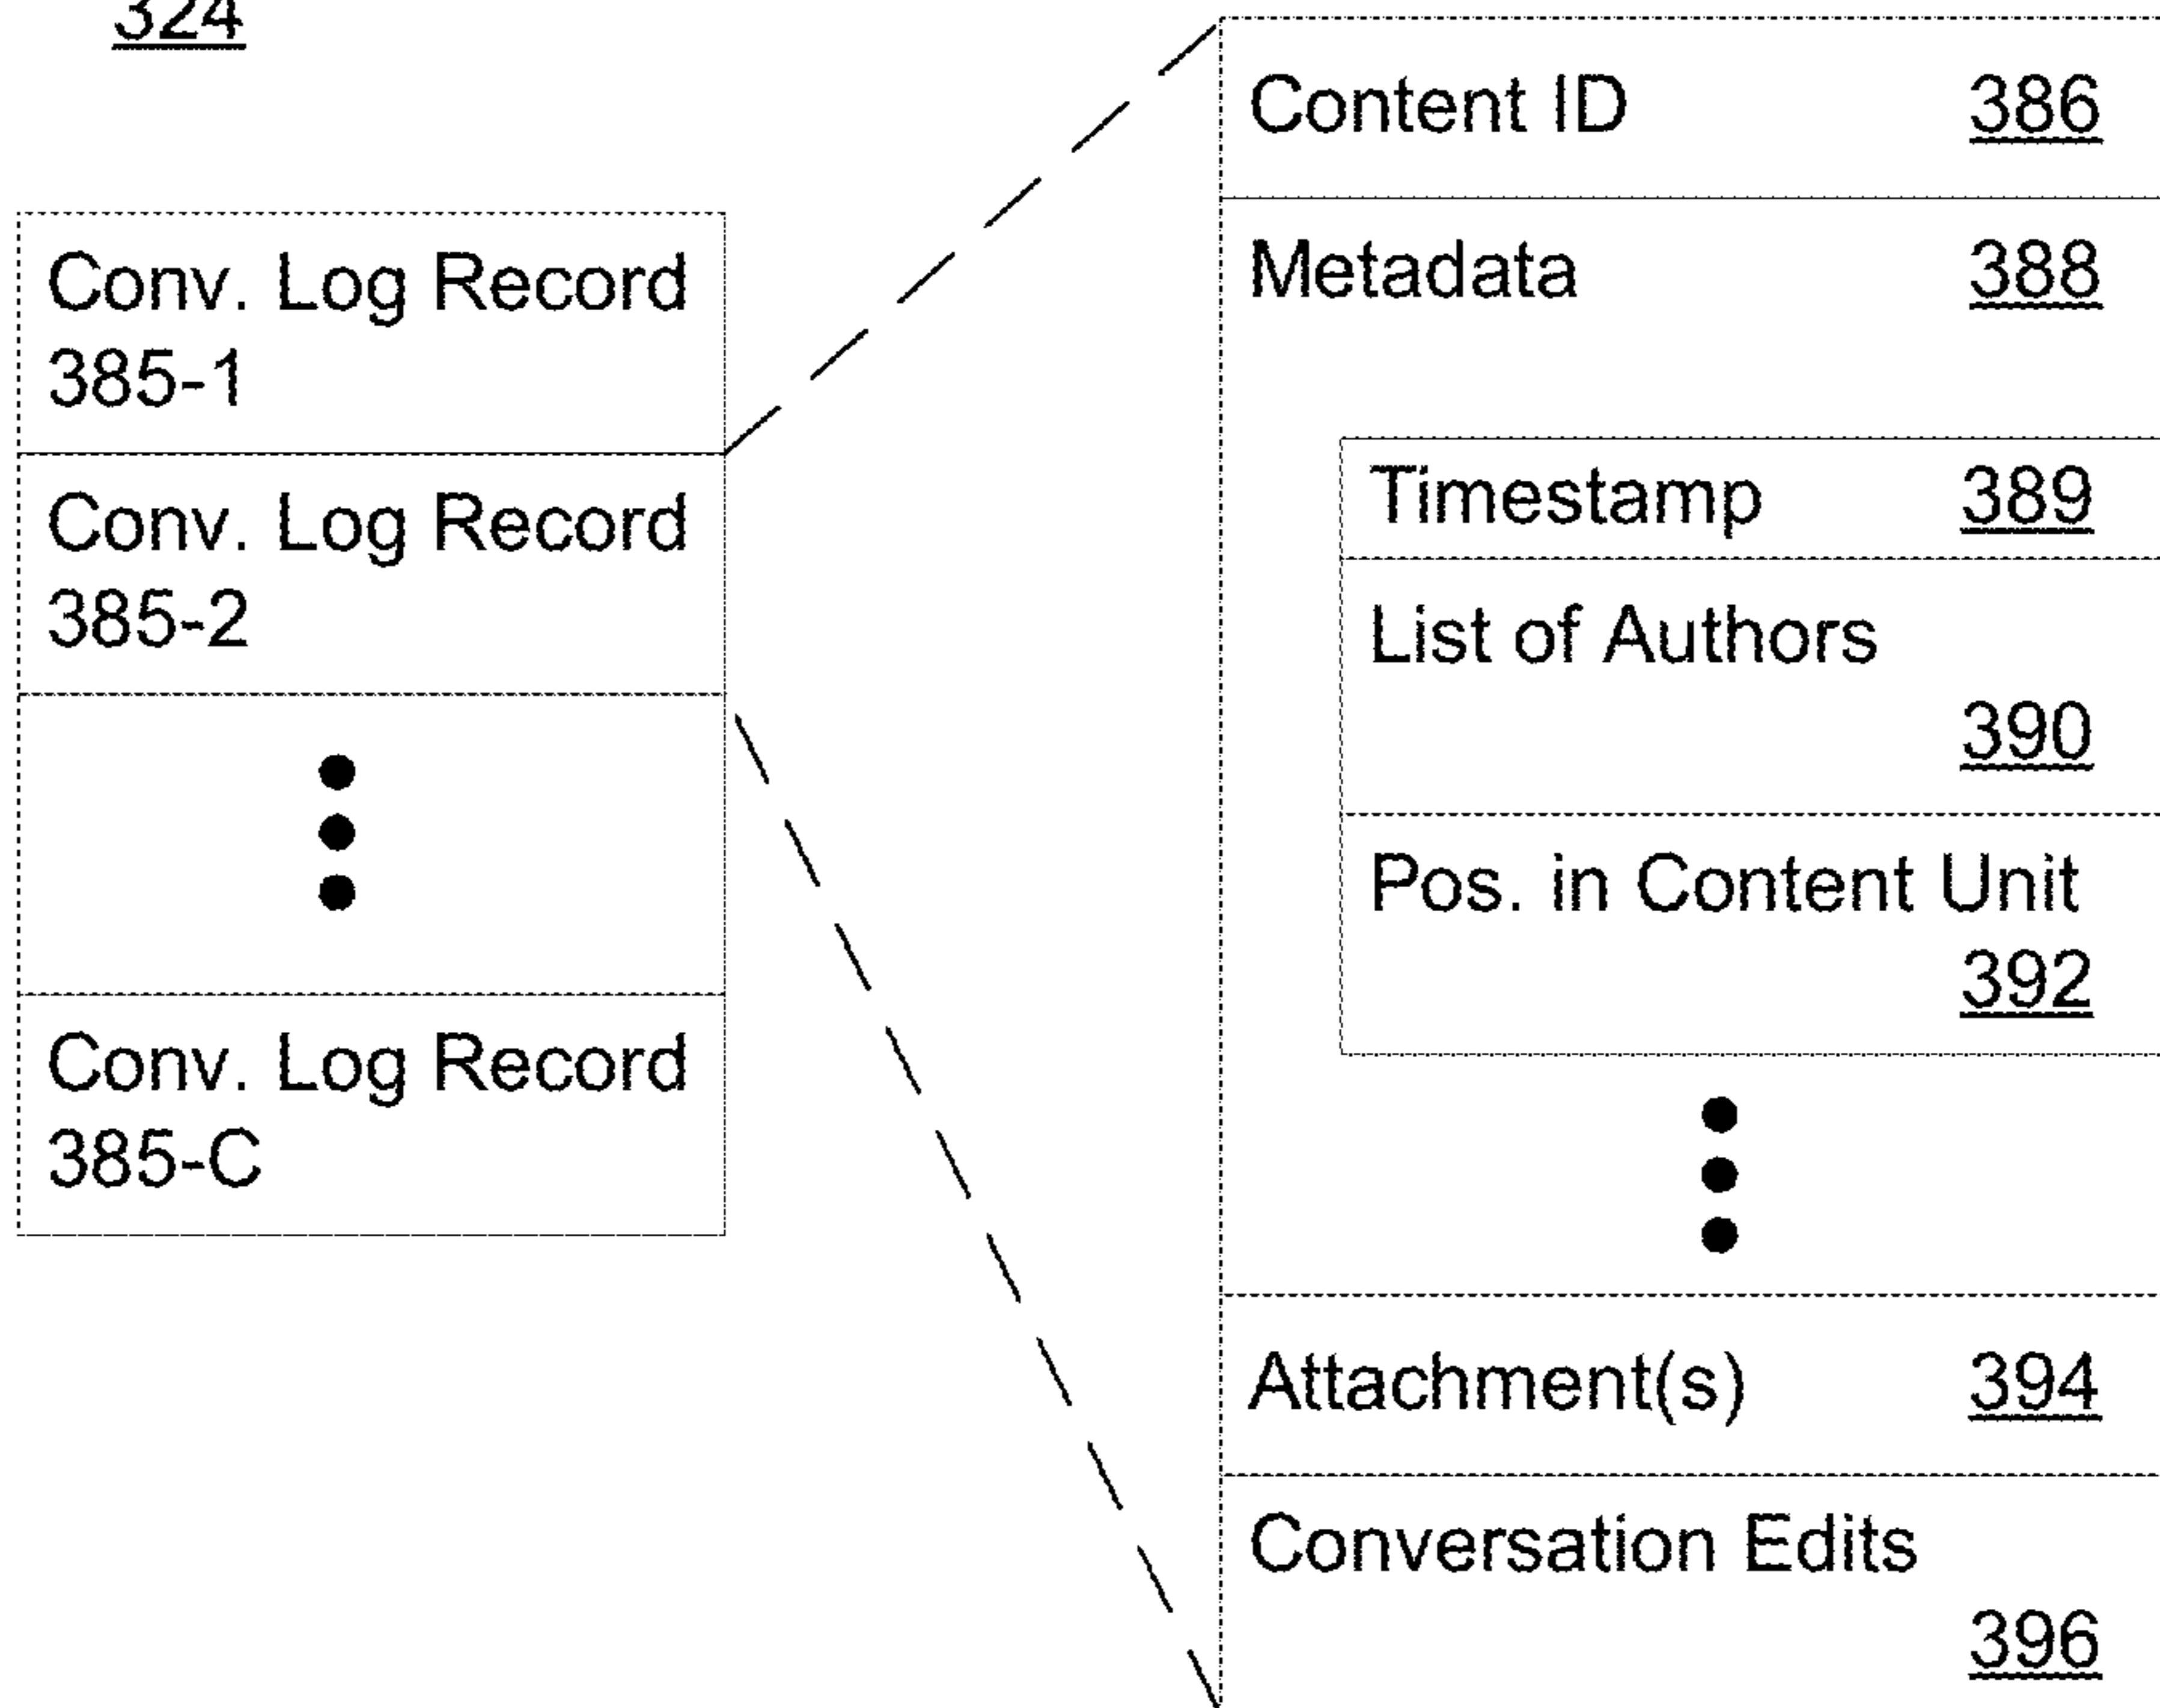 324
Conv. Log Record
385-1
Conv. Log Record
385-2
Conv. Log Record
385-C
Content ID 386
Metadata 388
Timestamp 389
List of Authors
390
Pos. in Content Unit
392
Attachment(s) 394
Conversation Edits
396